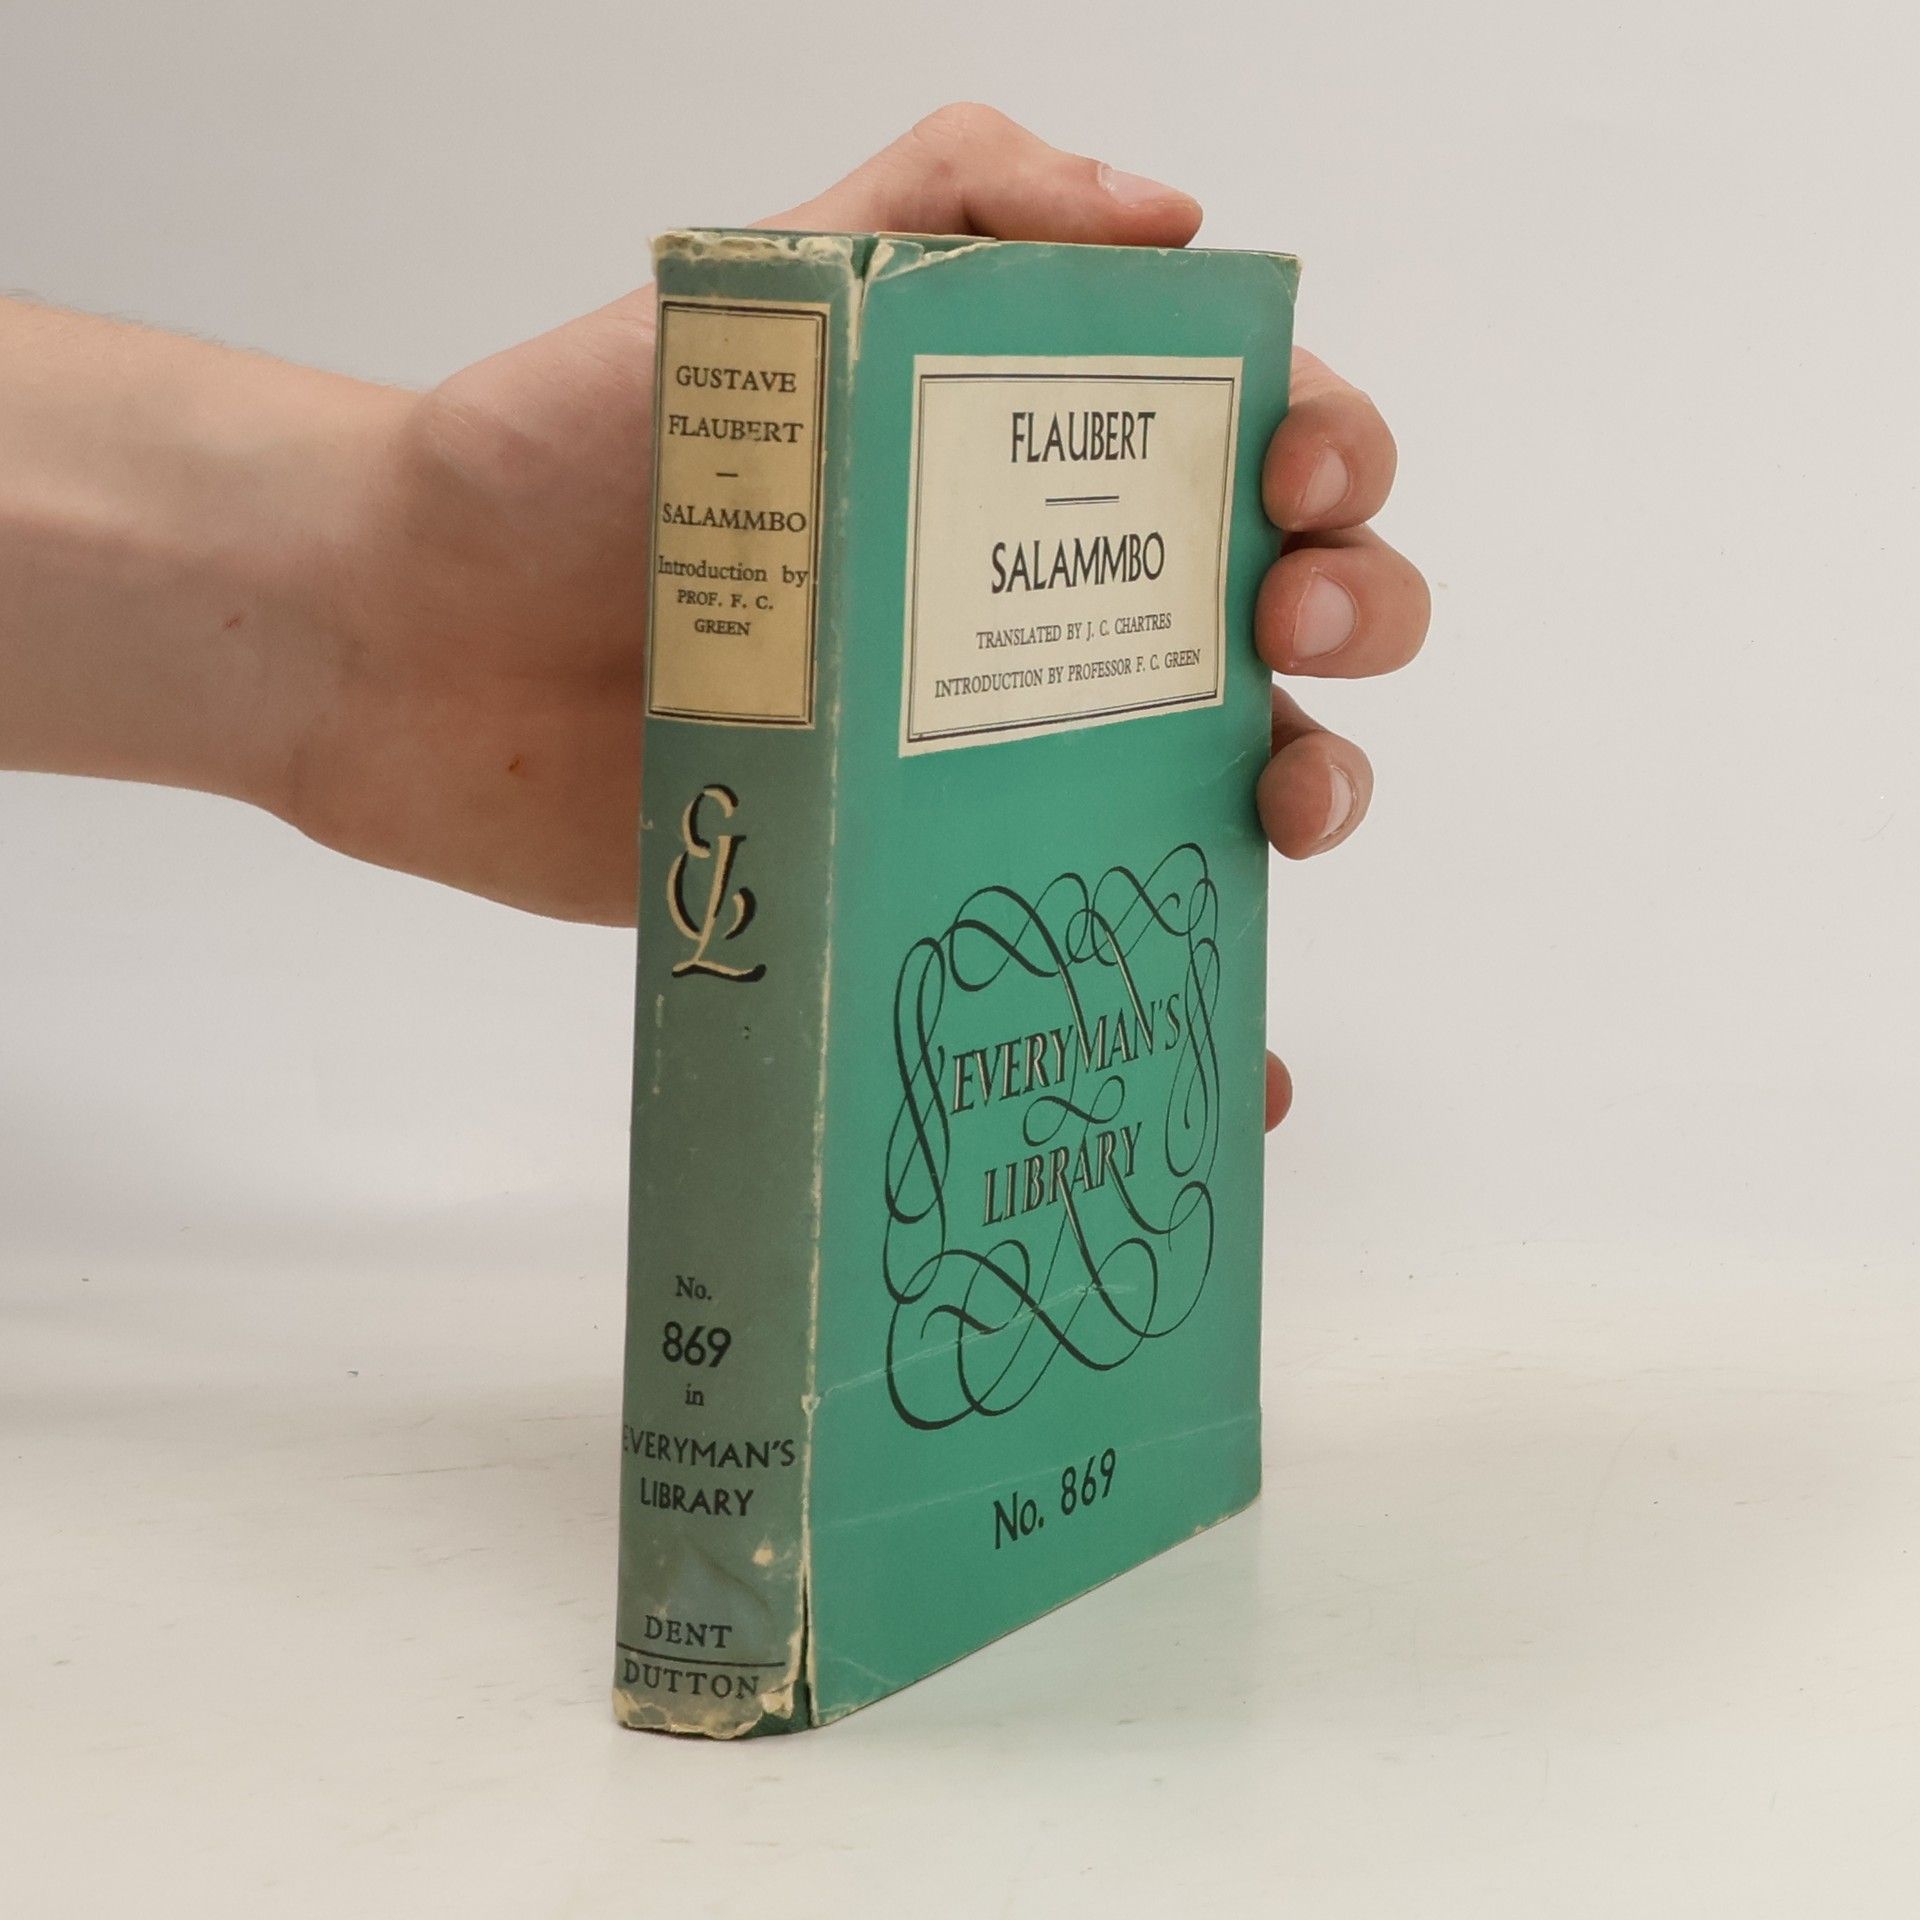 GUSTAVE
FLAUBERT
—
SALAMMBO
Introduction by
PROF. F. C.
GREEN
EL
No.
869
in
EVERYMAN'S
LIBRARY
DENT
DUTTON
FLAUBERT
SALAMMBO
TRANSLATED BY J. C. CHARTRES
INTRODUCTION BY PROFESSOR F. C. GREEN
EVERYMAN'S
LIBRARY
No. 869